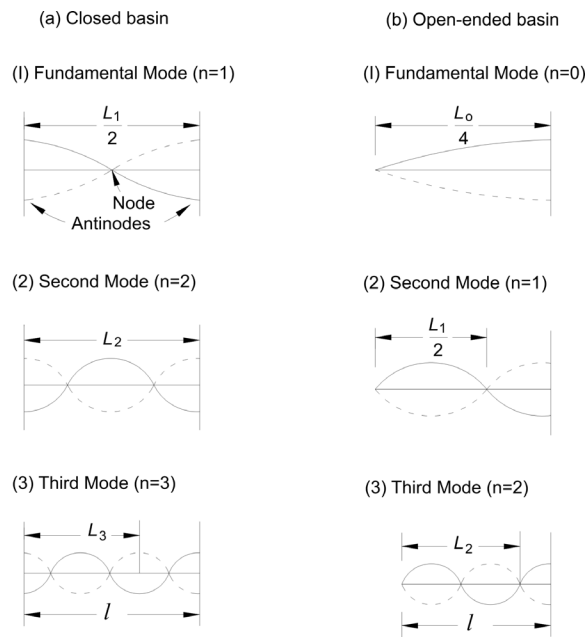 (a) Closed basin
(I) Fundamental Mode (n=1)
L1
2
Node
Antinodes
(2) Second Mode (n=2)
L2
(3) Third Mode (n=3)
L3
l
(b) Open-ended basin
(I) Fundamental Mode (n=0)
Lo
4
(2) Second Mode (n=1)
L1
2
(3) Third Mode (n=2)
L2
l